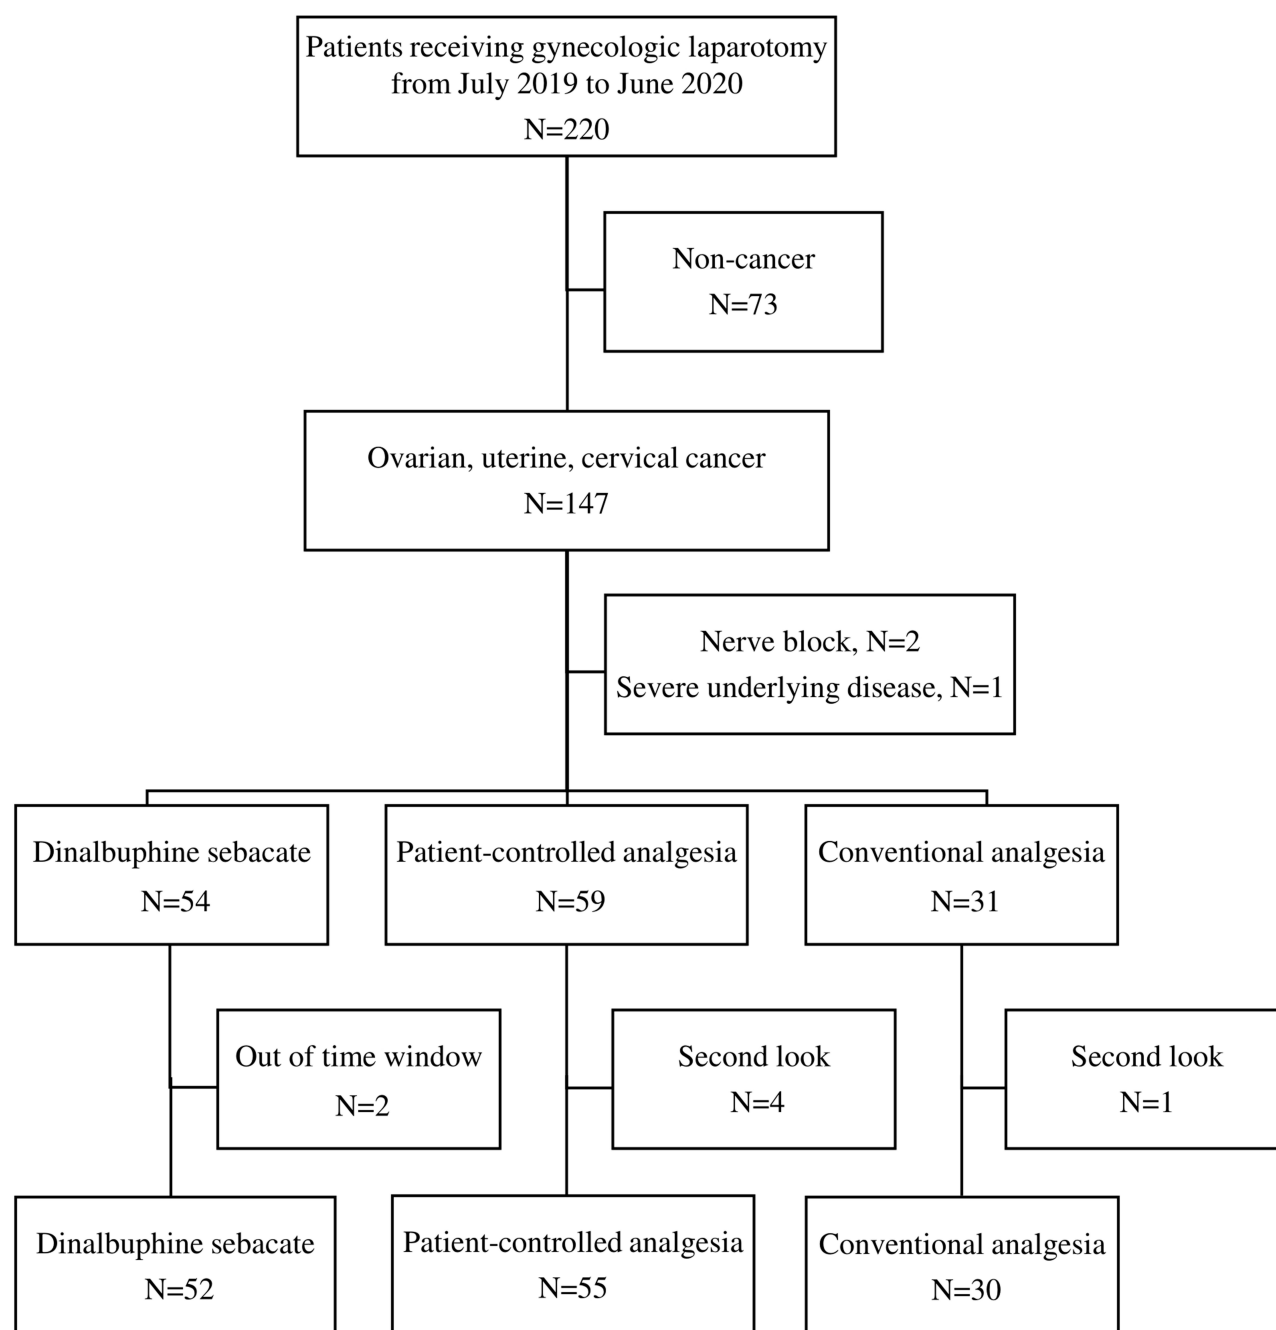 Patients receiving gynecologic laparotomy
from July 2019 to June 2020
N=220
Non-cancer
N=73
Ovarian, uterine, cervical cancer
N=147
Nerve block, N=2
Severe underlying disease, N=1
Dinalbuphine sebacate
N=54
Patient-controlled analgesia
N=59
Conventional analgesia
N=31
Out of time window
N=2
Second look
N=4
Second look
N=1
Dinalbuphine sebacate
N=52
Patient-controlled analgesia
N=55
Conventional analgesia
N=30